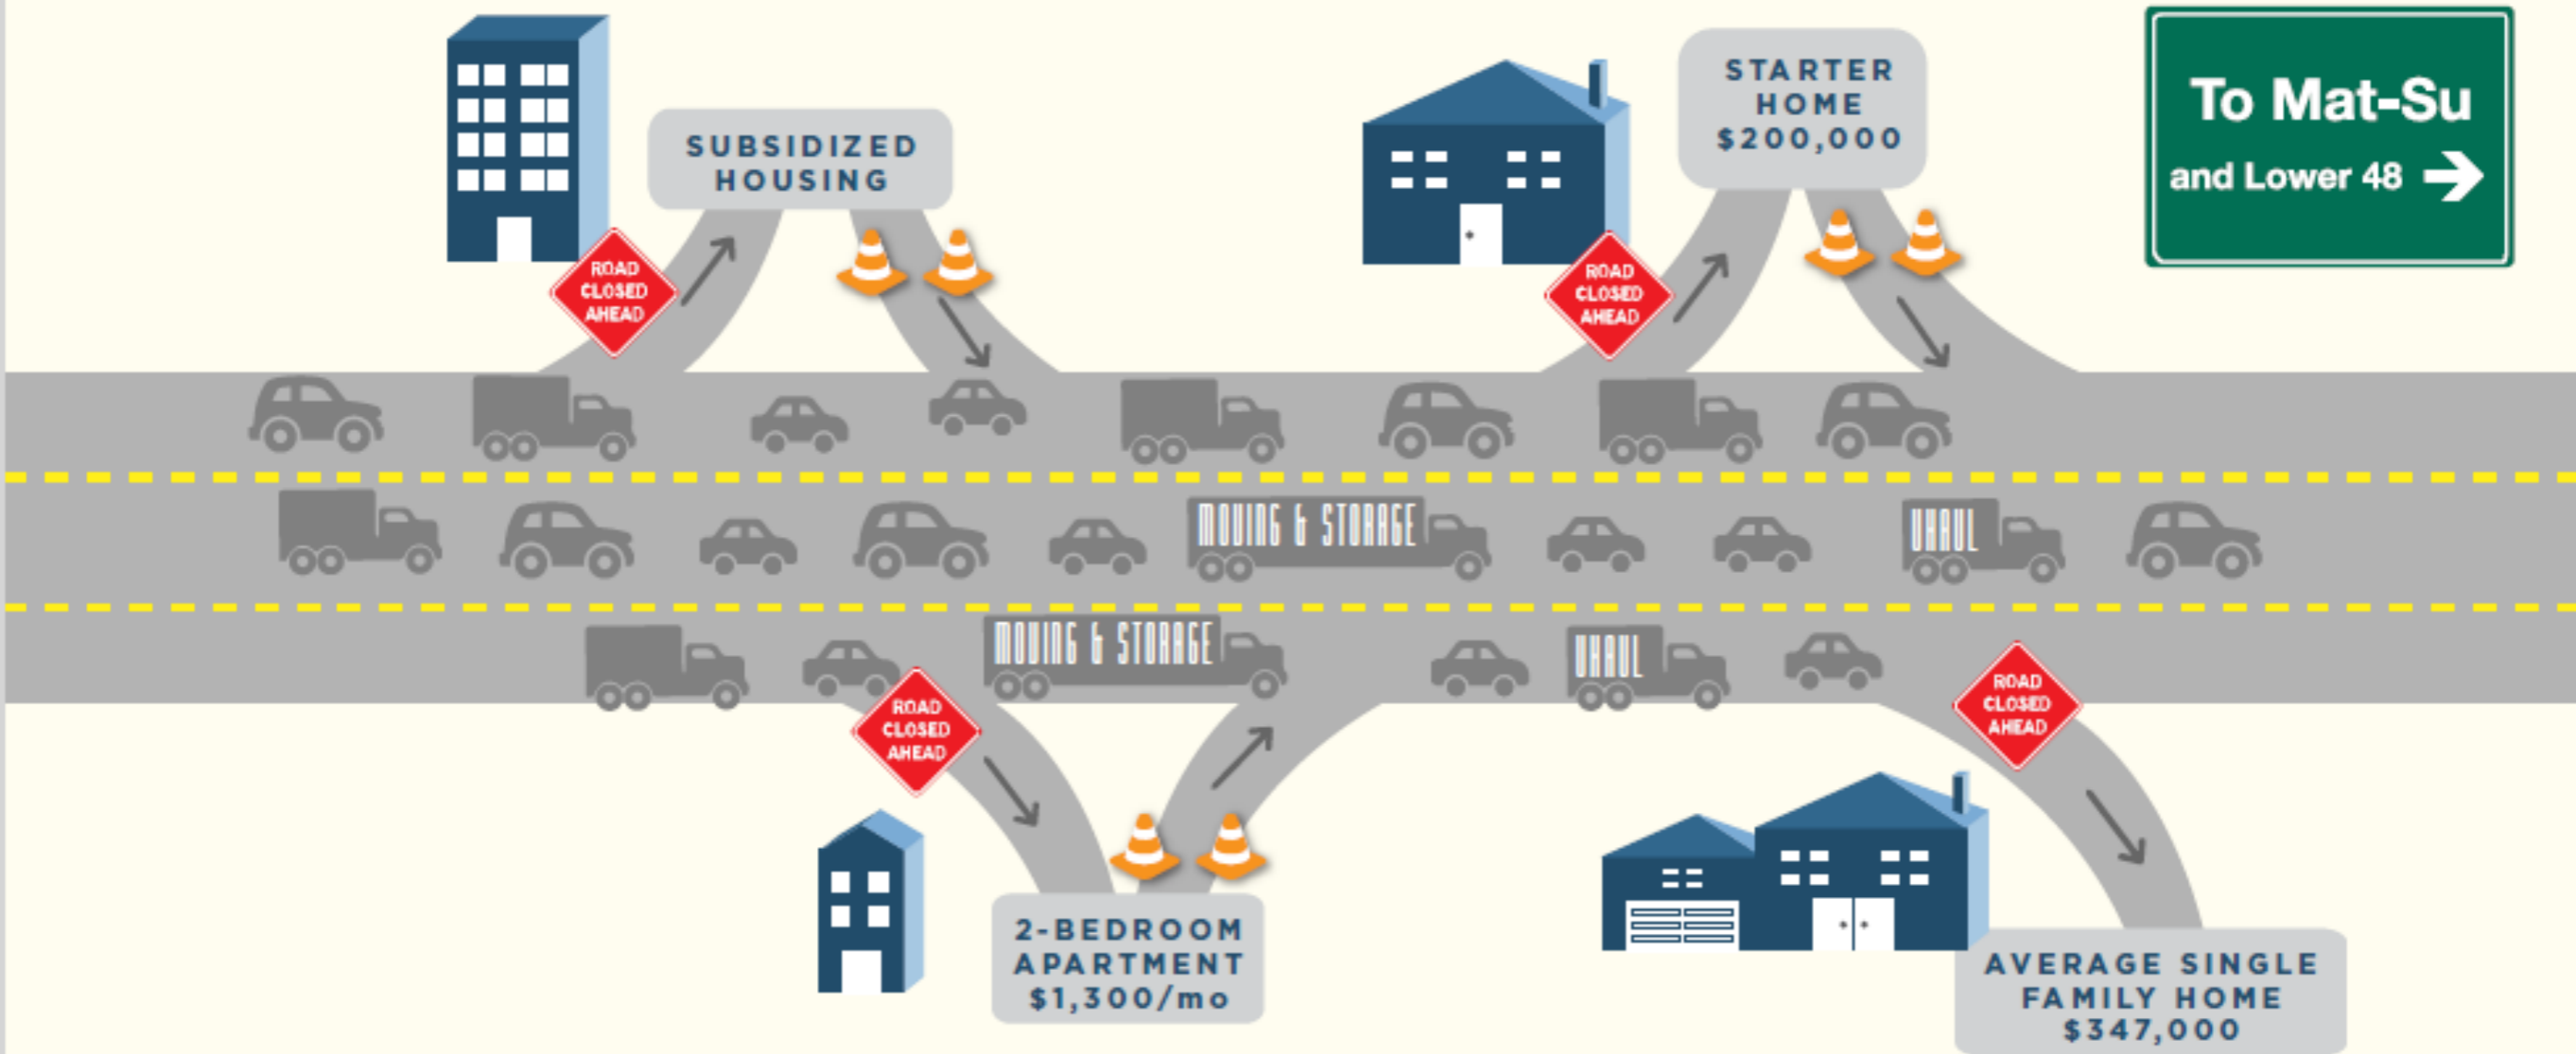 SUBSIDIZED
HOUSING
STARTER
HOME
$200,000
To Mat-Su
and Lower 48
ROAD
CLOSED
AHEAD
ROAD
CLOSED
AHEAD
MOVING & STORAGE
UHAUL
MOVING & STORAGE
UHAUL
ROAD
CLOSED
AHEAD
ROAD
CLOSED
AHEAD
2-BEDROOM
APARTMENT
$1,300/mo
AVERAGE SINGLE
FAMILY HOME
$347,000